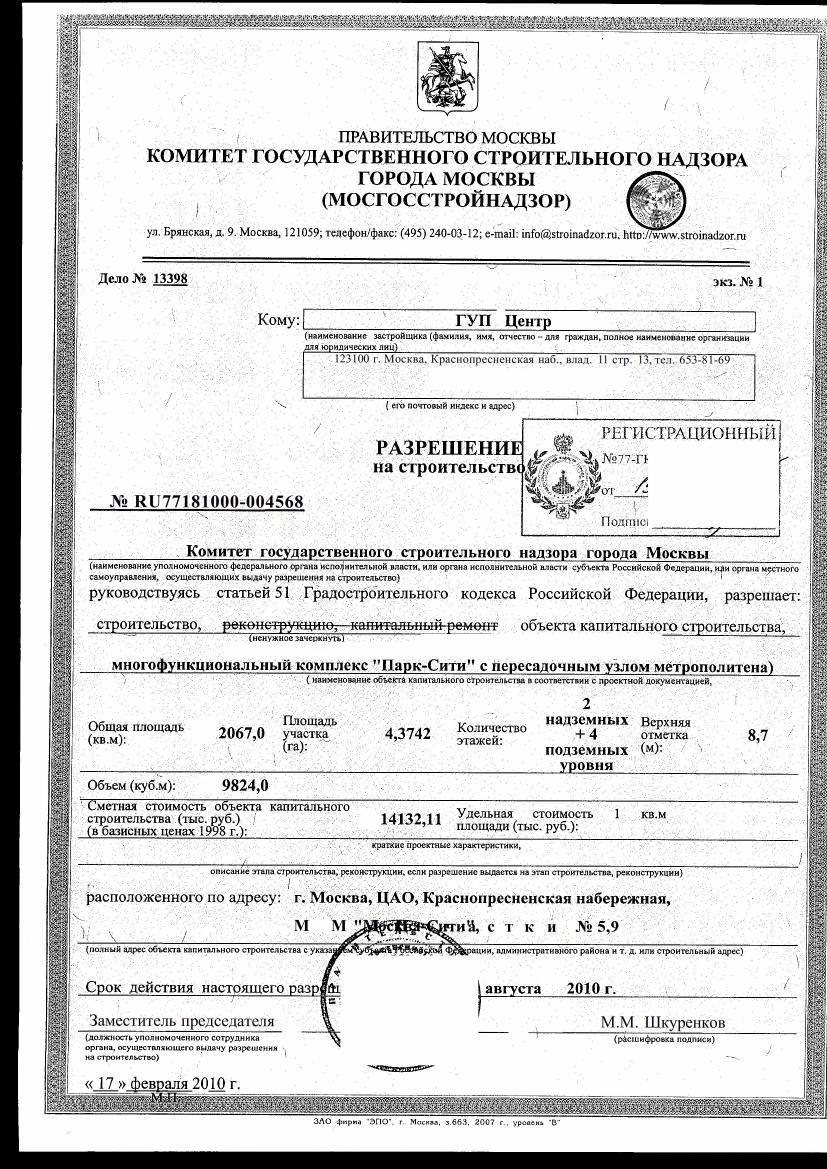 ПРАВИТЕЛЬСТВО МОСКВЫ
КОМИТЕТ ГОСУДАРСТВЕННОГО СТРОИТЕЛЬНОГО НАДЗОРА
ГОРОДА МОСКВЫ
(МОСГОССТРОЙНАДЗОР)
ул. Брянская, д. 9. Москва, 121059; телефон/факс: (495) 240-03-12; e-mail: info@stroinadzor.ru, http://www.stroinadzor.ru
Дело № 13398 экз. № 1
Кому: ГУП Центр
(наименование застройщика (фамилия, имя, отчество – для граждан, полное наименование организации
для юридических лиц)
123100 г. Москва, Краснопресненская наб., влад. 11 стр. 13, тел. 653-81-69
( его почтовый индекс и адрес)
РАЗРЕШЕНИЕ
на строительство
РЕГИСТРАЦИОННЫЙ
№77-Г
от
Подпис
№ RU77181000-004568
Комитет государственного строительного надзора города Москвы
(наименование уполномоченного федерального органа исполнительной власти, или органа исполнительной власти субъекта Российской Федерации, или органа местного
самоуправления, осуществляющих выдачу разрешения на строительство)
руководствуясь статьей 51 Градостроительного кодекса Российской Федерации, разрешает:
строительство, реконструкцию, капитальный ремонт объекта капитального строительства,
(ненужное зачеркнуть)
многофункциональный комплекс "Парк-Сити" с пересадочным узлом метрополитена)
( наименование объекта капитального строительства в соответствии с проектной документацией,
Общая площадь (кв.м): 2067,0 Площадь участка (га): 4,3742 Количество этажей: 2 надземных + 4 подземных уровня Верхняя отметка (м): 8,7
Объем (куб.м): 9824,0
Сметная стоимость объекта капитального строительства (тыс. руб.) (в базисных ценах 1998 г.): 14132,11 Удельная стоимость 1 кв.м площади (тыс. руб.):
краткие проектные характеристики,
описание этапа строительства, реконструкции, если разрешение выдается на этап строительства, реконструкции)
расположенного по адресу: г. Москва, ЦАО, Краснопресненская набережная,
М М "Москва-Сити", с т к и № 5,9
(полный адрес объекта капитального строительства с указанием субъекта Российской Федерации, административного района и т. д. или строительный адрес)
Срок действия настоящего разреш августа 2010 г.
Заместитель председателя М.М. Шкуренков
(должность уполномоченного сотрудника
органа, осуществляющего выдачу разрешения
на строительство)
(расшифровка подписи)
« 17 » февраля 2010 г.
М.П.
ЗАО фирма "ЭПО", г. Москва, з.663, 2007 г., уровень "В"